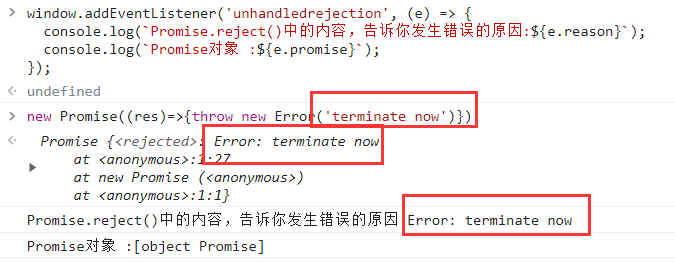 > window.addEventListener('unhandledrejection', (e) => {
console.log(`Promise.reject()中的内容，告诉你发生错误的原因:${e.reason}`);
console.log(`Promise对象 :${e.promise}`);
});
< undefined
> new Promise((res)=>{throw new Error('terminate now')})
< Promise {<rejected>: Error: terminate now
at <anonymous>:1:27
▶ at new Promise (<anonymous>)
at <anonymous>:1:1}
Promise.reject()中的内容，告诉你发生错误的原因 Error: terminate now
Promise对象 :[object Promise]